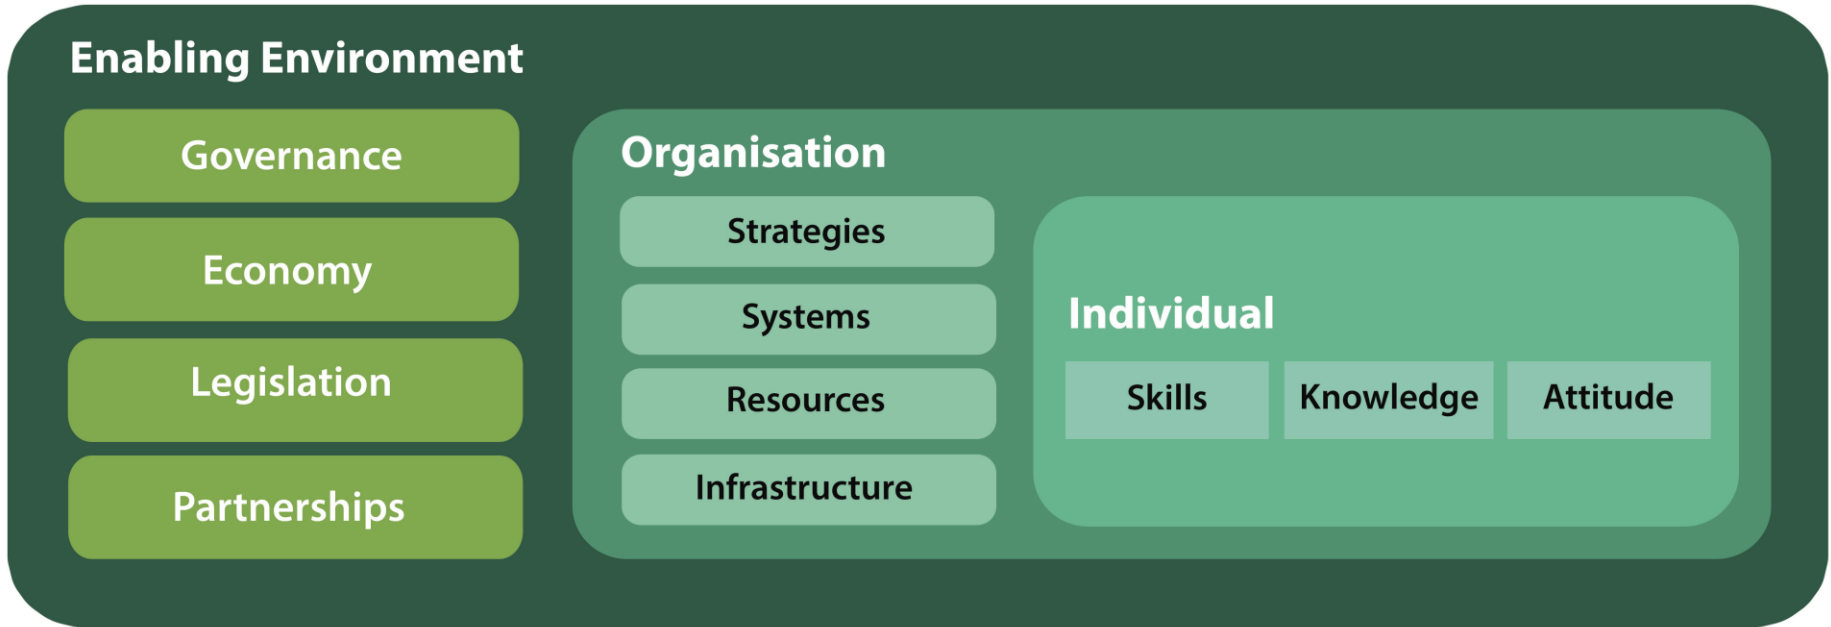 Enabling Environment
Governance
Economy
Legislation
Partnerships
Organisation
Strategies
Systems
Resources
Infrastructure
Individual
Skills
Knowledge
Attitude